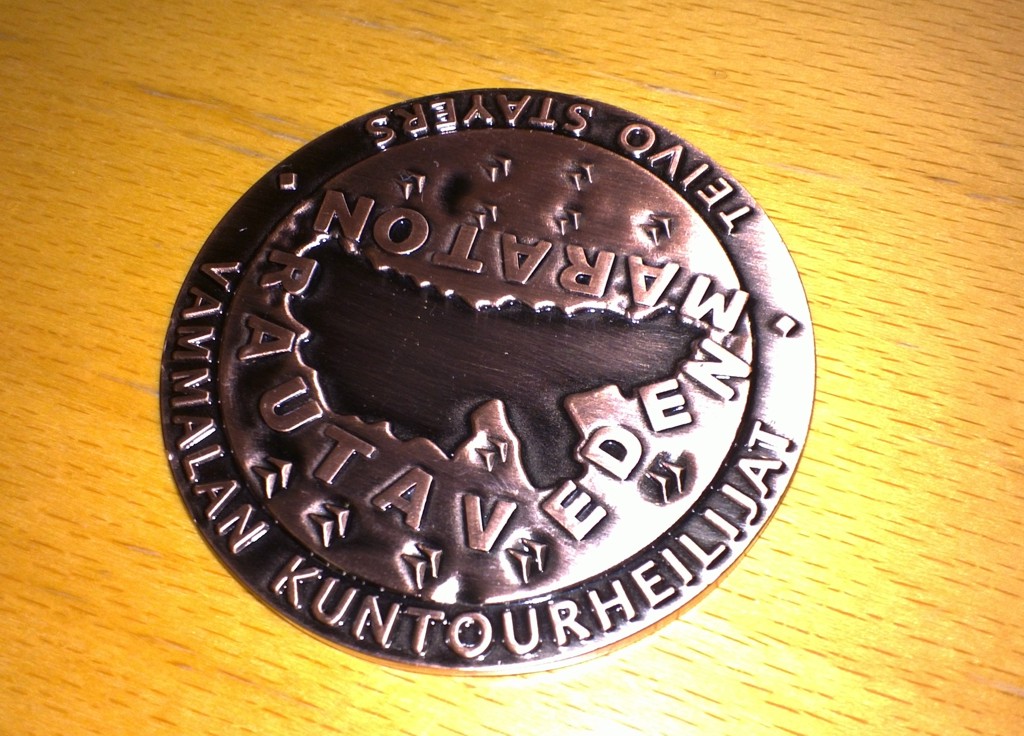 TEIVO STAYERS
VAMMALAN KUNTOURHEILIJAT
RAUTAVEDEN
MARATON